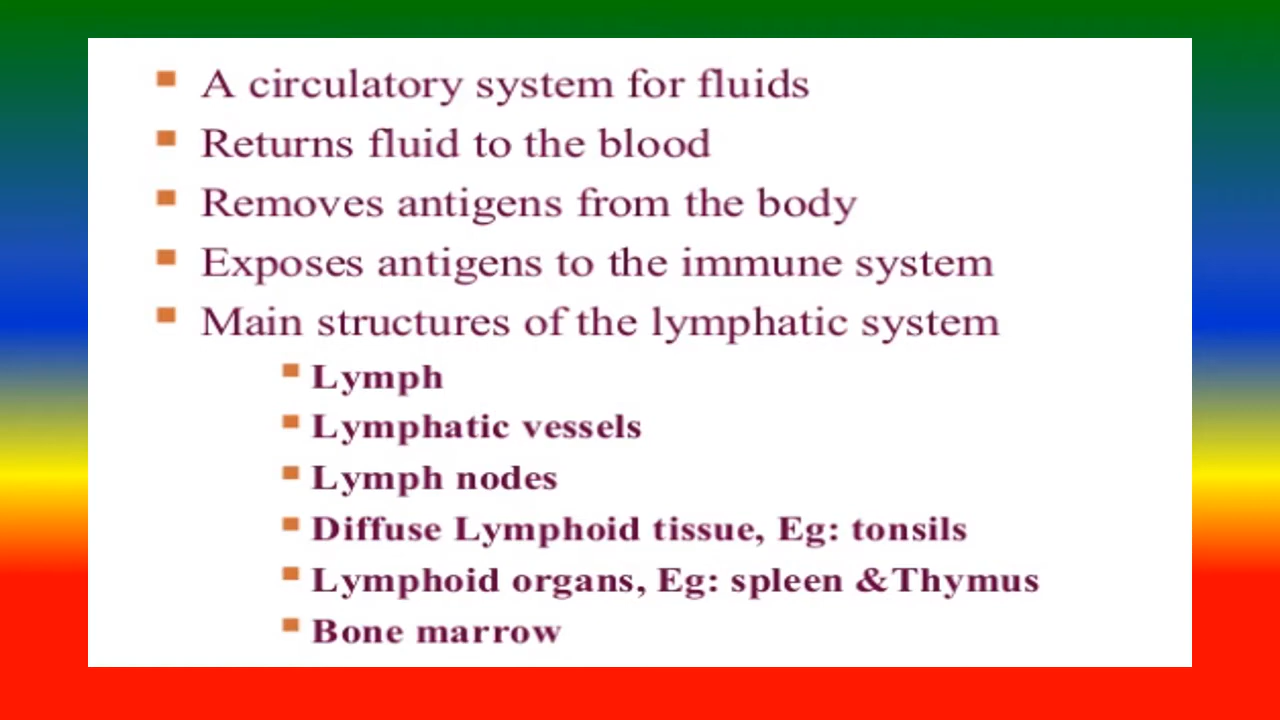 A circulatory system for fluids
Returns fluid to the blood
Removes antigens from the body
Exposes antigens to the immune system
Main structures of the lymphatic system
Lymph
Lymphatic vessels
Lymph nodes
Diffuse Lymphoid tissue, Eg: tonsils
Lymphoid organs, Eg: spleen &Thymus
Bone marrow